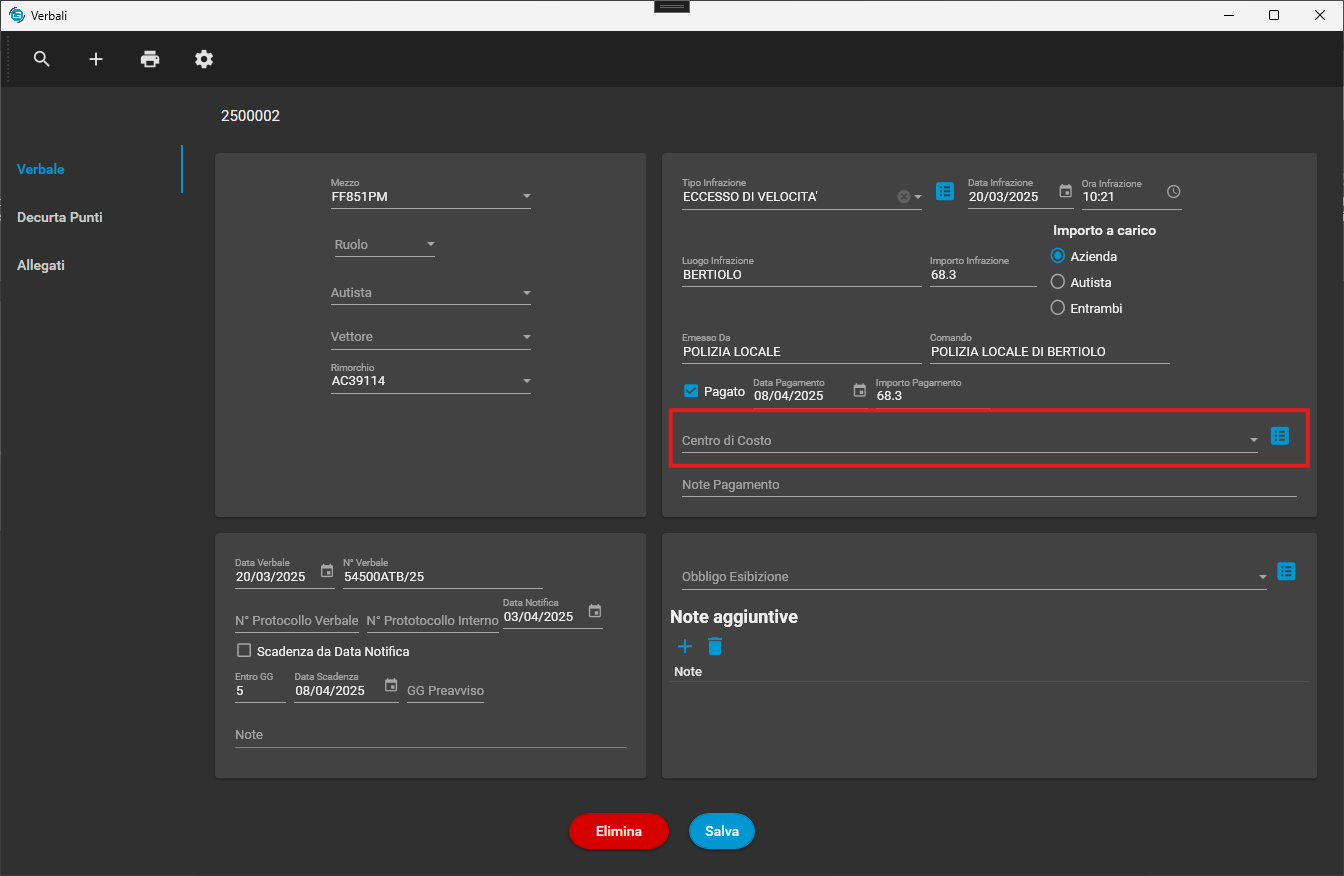 Verbali
2500002
Verbale
Decurta Punti
Allegati
Mezzo
FF851PM
Ruolo
Autista
Vettore
Rimorchio
AC39114
Tipo Infrazione
ECCESSO DI VELOCITA'
Data Infrazione
20/03/2025
Ora Infrazione
10:21
Importo a carico
Azienda
Autista
Entrambi
Luogo Infrazione
BERTIOLO
Importo Infrazione
68.3
Emesso Da
POLIZIA LOCALE
Comando
POLIZIA LOCALE DI BERTIOLO
Pagato
Data Pagamento
08/04/2025
Importo Pagamento
68.3
Centro di Costo
Note Pagamento
Data Verbale
20/03/2025
N° Verbale
54500ATB/25
N° Protocollo Verbale
N° Prototocollo Interno
Data Notifica
03/04/2025
Scadenza da Data Notifica
Entro GG
5
Data Scadenza
08/04/2025
GG Preavviso
Note
Obbligo Esibizione
Note aggiuntive
Note
Elimina
Salva